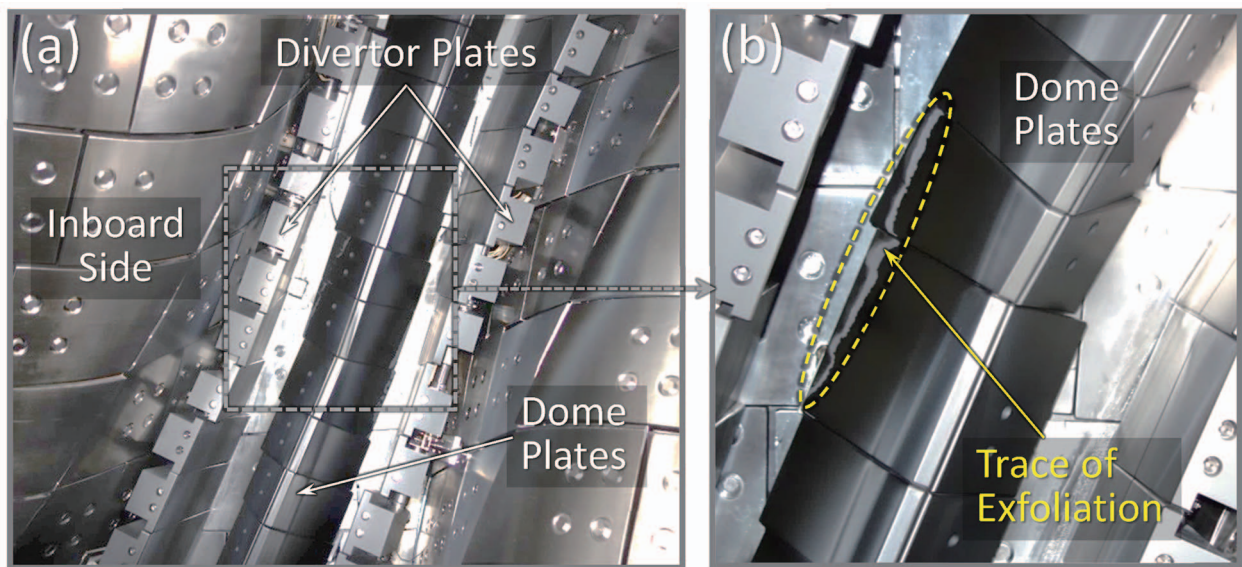 (a)
Divertor Plates
Inboard
Side
Dome
Plates
(b)
Dome
Plates
Trace of
Exfoliation